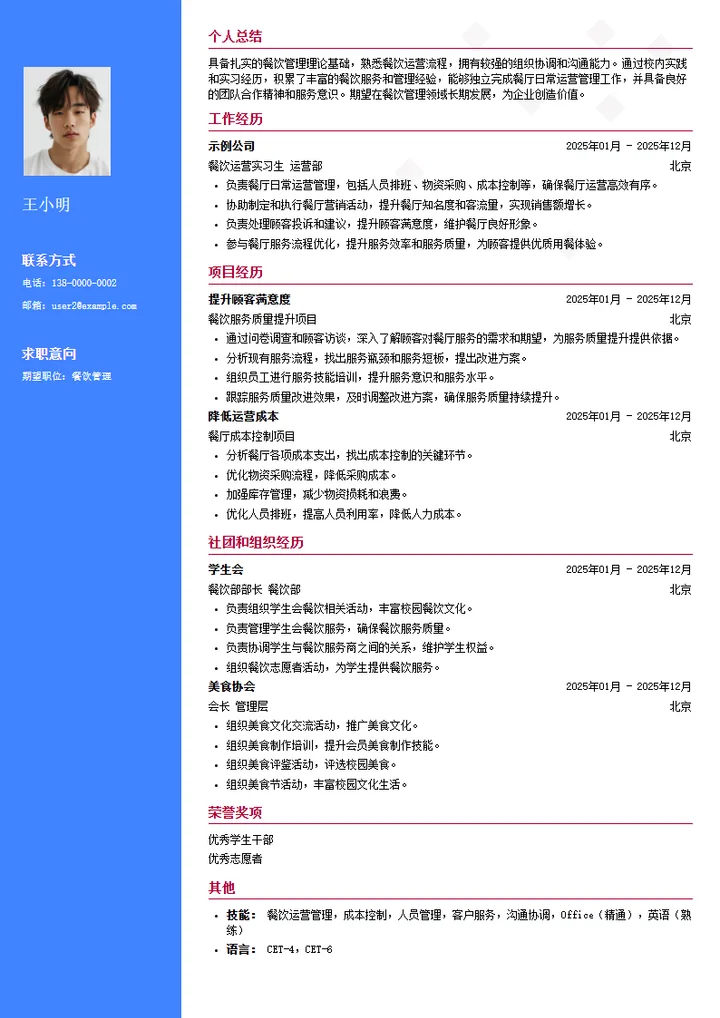 王小明
联系方式
电话: 138-0000-0002
邮箱: user2@example.com
求职意向
期望职位: 餐饮管理
个人总结
具备扎实的餐饮管理理论基础，熟悉餐饮运营流程，拥有较强的组织协调和沟通能力。通过校内实践
和实习经历，积累了丰富的餐饮服务和管理经验，能够独立完成餐厅日常运营管理工作，并具备良好
的团队合作精神和服务意识。期望在餐饮管理领域长期发展，为企业创造价值。
工作经历
示例公司 2025年01月 - 2025年12月
餐饮运营实习生 运营部 北京
• 负责餐厅日常运营管理，包括人员排班、物资采购、成本控制等，确保餐厅运营高效有序。
• 协助制定和执行餐厅营销活动，提升餐厅知名度和客流量，实现销售额增长。
• 负责处理顾客投诉和建议，提升顾客满意度，维护餐厅良好形象。
• 参与餐厅服务流程优化，提升服务效率和服务质量，为顾客提供优质用餐体验。
项目经历
提升顾客满意度 2025年01月 - 2025年12月
餐饮服务质量提升项目 北京
• 通过问卷调查和顾客访谈，深入了解顾客对餐厅服务的需求和期望，为服务质量提升提供依据。
• 分析现有服务流程，找出服务瓶颈和服务短板，提出改进方案。
• 组织员工进行服务技能培训，提升服务意识和服务水平。
• 跟踪服务质量改进效果，及时调整改进方案，确保服务质量持续提升。
降低运营成本 2025年01月 - 2025年12月
餐厅成本控制项目 北京
• 分析餐厅各项成本支出，找出成本控制的关键环节。
• 优化物资采购流程，降低采购成本。
• 加强库存管理，减少物资损耗和浪费。
• 优化人员排班，提高人员利用率，降低人力成本。
社团和组织经历
学生会 2025年01月 - 2025年12月
餐饮部部长 餐饮部 北京
• 负责组织学生会餐饮相关活动，丰富校园餐饮文化。
• 负责管理学生会餐饮服务，确保餐饮服务质量。
• 负责协调学生与餐饮服务商之间的关系，维护学生权益。
• 组织餐饮志愿者活动，为学生提供餐饮服务。
美食协会 2025年01月 - 2025年12月
会长 管理层 北京
• 组织美食文化交流活动，推广美食文化。
• 组织美食制作培训，提升会员美食制作技能。
• 组织美食评鉴活动，评选校园美食。
• 组织美食节活动，丰富校园文化生活。
荣誉奖项
优秀学生干部
优秀志愿者
其他
• 技能： 餐饮运营管理，成本控制，人员管理，客户服务，沟通协调，Office（精通），英语（熟
练）
• 语言： CET-4，CET-6